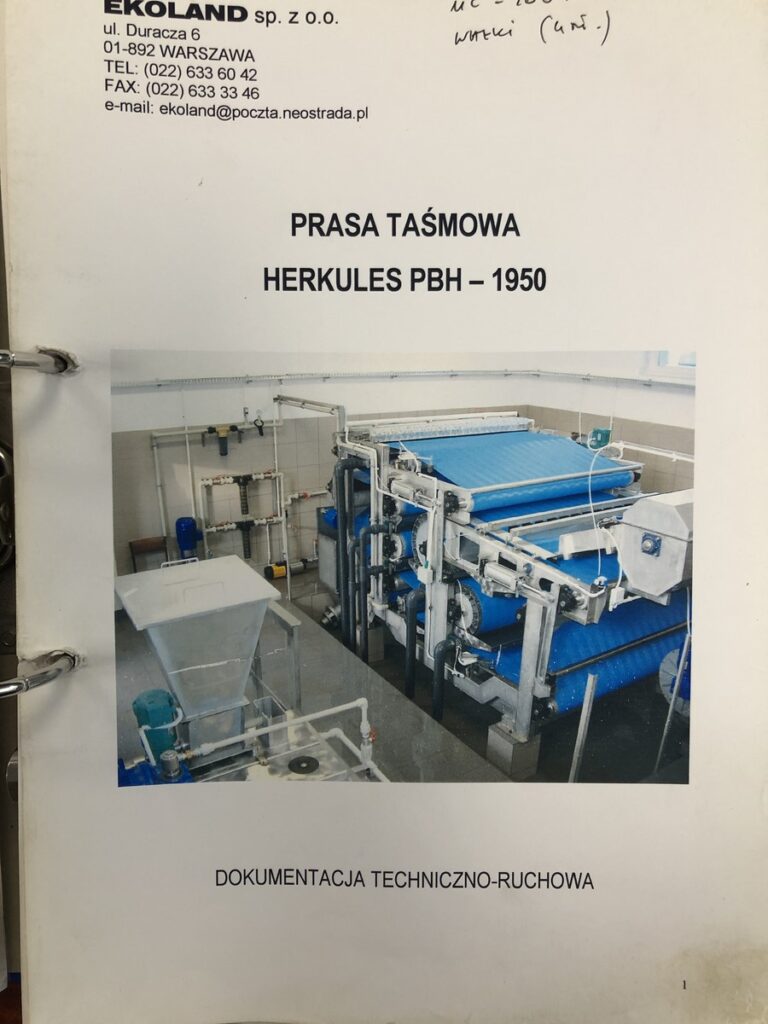 EKOLAND sp. z o.o.
ul. Duracza 6
01-892 WARSZAWA
TEL: (022) 633 60 42
FAX: (022) 633 33 46
e-mail: ekoland@poczta.neostrada.pl
PRASA TAŚMOWA
HERKULES PBH – 1950
DOKUMENTACJA TECHNICZNO-RUCHOWA
1